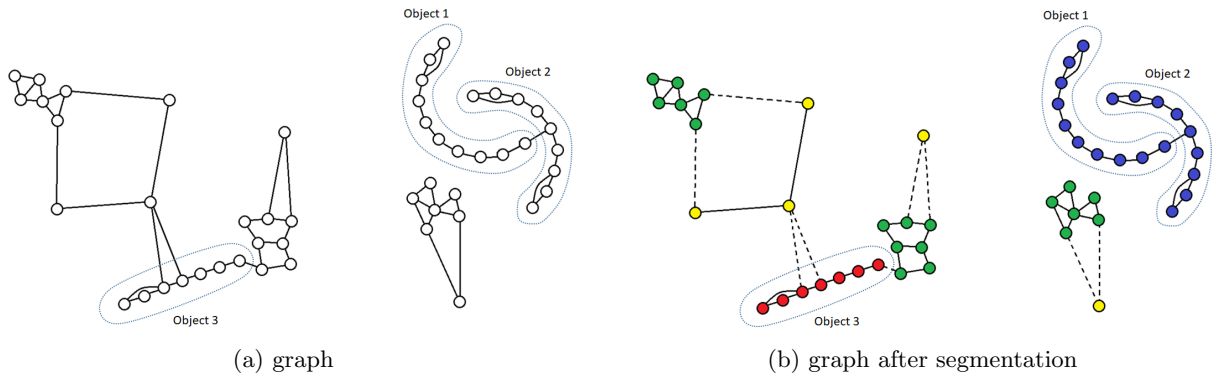 Object 1
Object 2
Object 3
(a) graph
Object 1
Object 2
Object 3
(b) graph after segmentation